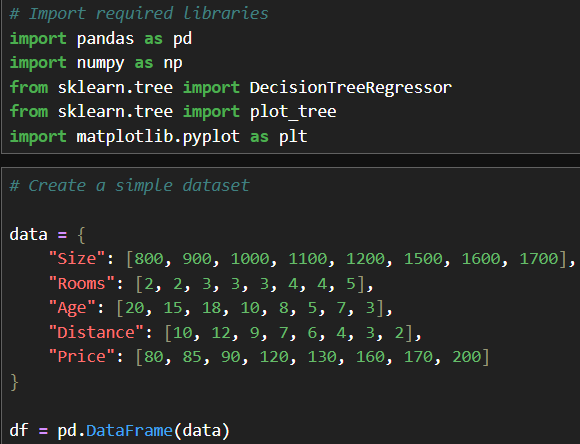 # Import required libraries
import pandas as pd
import numpy as np
from sklearn.tree import DecisionTreeRegressor
from sklearn.tree import plot_tree
import matplotlib.pyplot as plt
# Create a simple dataset
data = {
    "Size": [800, 900, 1000, 1100, 1200, 1500, 1600, 1700],
    "Rooms": [2, 2, 3, 3, 3, 4, 4, 5],
    "Age": [20, 15, 18, 10, 8, 5, 7, 3],
    "Distance": [10, 12, 9, 7, 6, 4, 3, 2],
    "Price": [80, 85, 90, 120, 130, 160, 170, 200]
}
df = pd.DataFrame(data)